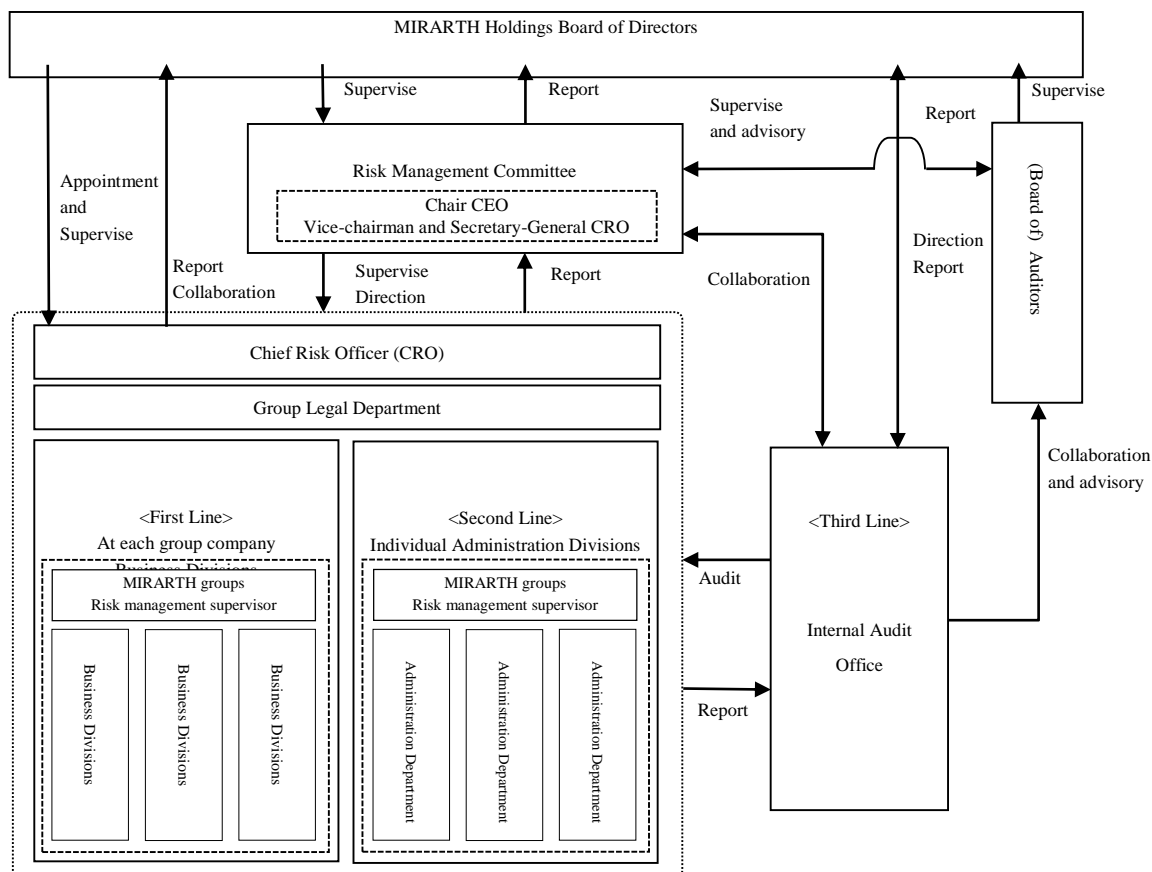 MIRARTH Holdings Board of Directors
Supervise
Report
Supervise
and advisory
Report
Supervise
Appointment
and
Supervise
Report
Collaboration
Risk Management Committee
Chair CEO
Vice-chairman and Secretary-General CRO
(Board of) Auditors
Supervise
Direction
Report
Collaboration
Direction
Report
Chief Risk Officer (CRO)
Group Legal Department
Collaboration
and advisory
<First Line>
At each group company
Business Divisions
MIRARTH groups
Risk management supervisor
Business Divisions
Business Divisions
Business Divisions
<Second Line>
Individual Administration Divisions
MIRARTH groups
Risk management supervisor
Administration Department
Administration Department
Administration Department
Audit
Report
<Third Line>
Internal Audit
Office